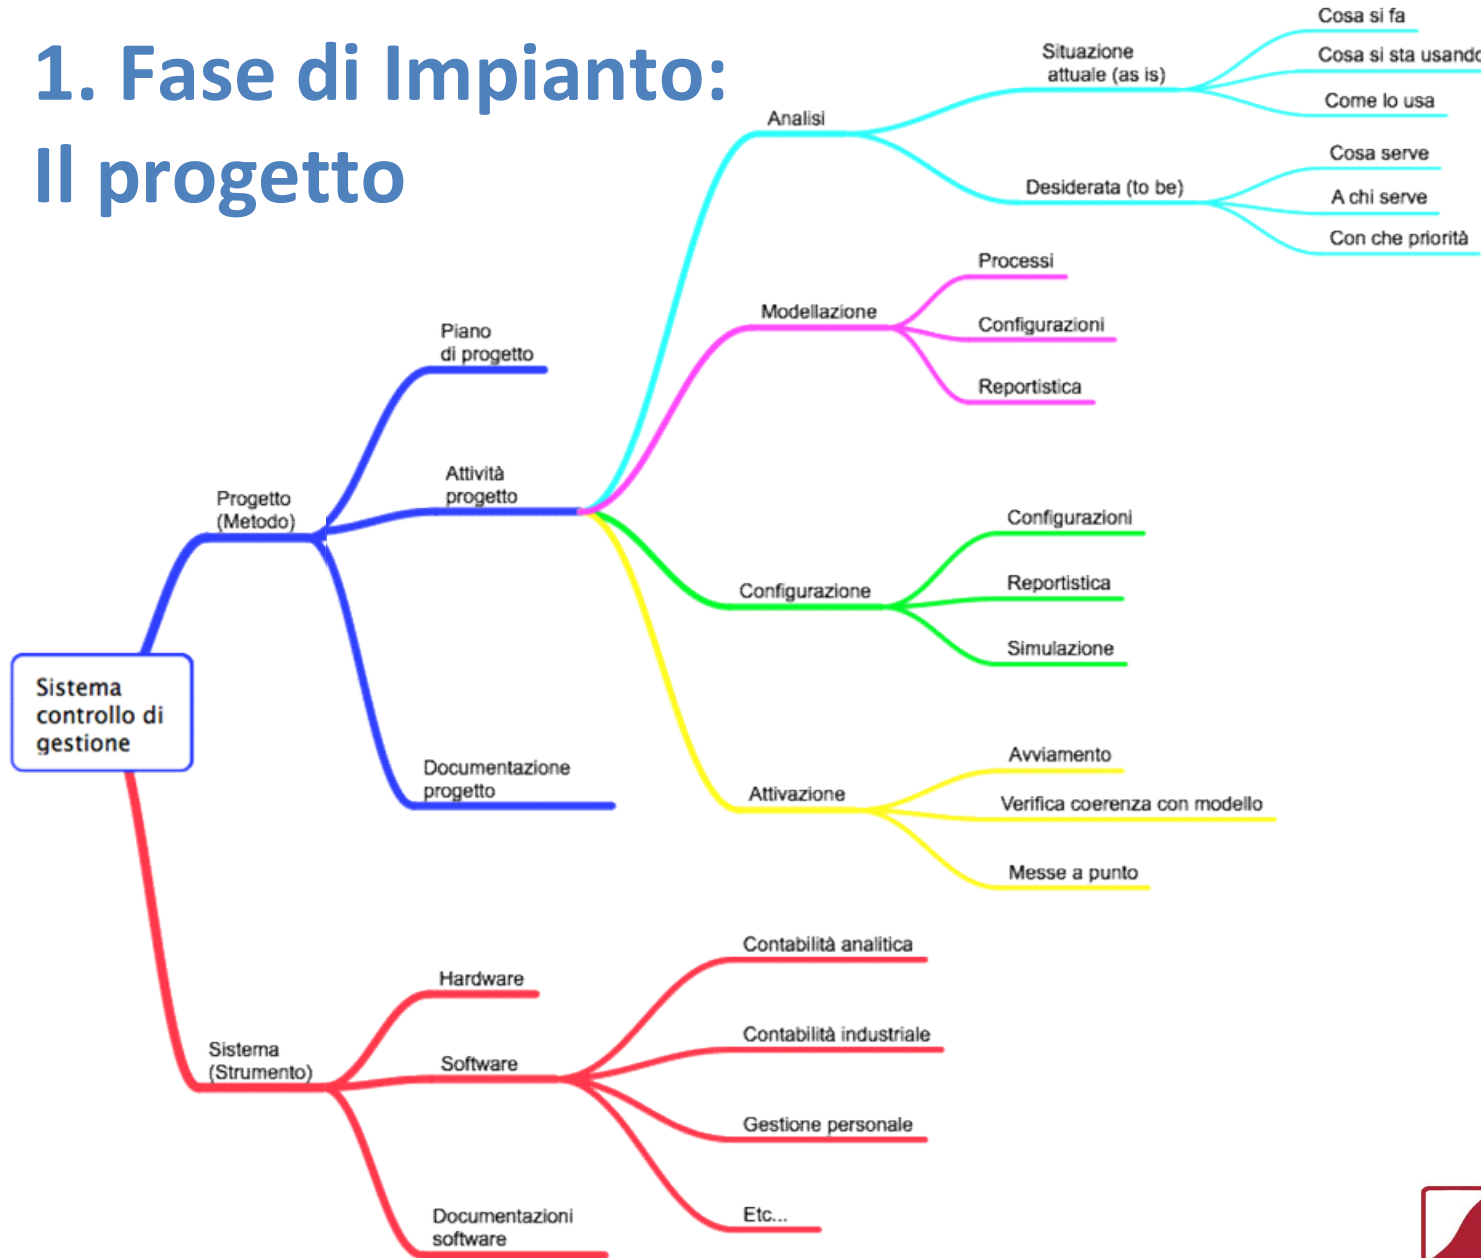 1. Fase di Impianto:
Il progetto
Sistema
controllo di
gestione
Progetto
(Metodo)
Piano
di progetto
Attività
progetto
Analisi
Situazione
attuale (as is)
Cosa si fa
Cosa si sta usando
Come lo usa
Desiderata (to be)
Cosa serve
A chi serve
Con che priorità
Modellazione
Processi
Configurazioni
Reportistica
Configurazione
Configurazioni
Reportistica
Simulazione
Attivazione
Avviamento
Verifica coerenza con modello
Messe a punto
Documentazione
progetto
Sistema
(Strumento)
Hardware
Software
Contabilità analitica
Contabilità industriale
Gestione personale
Etc...
Documentazioni
software